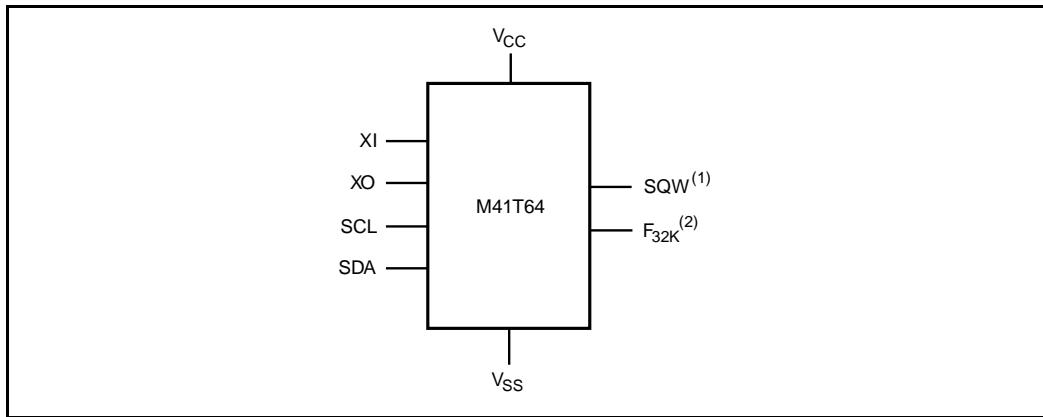 VCC
XI
XO
SCL
SDA
M41T64
SQW(1)
F32K(2)
VSS